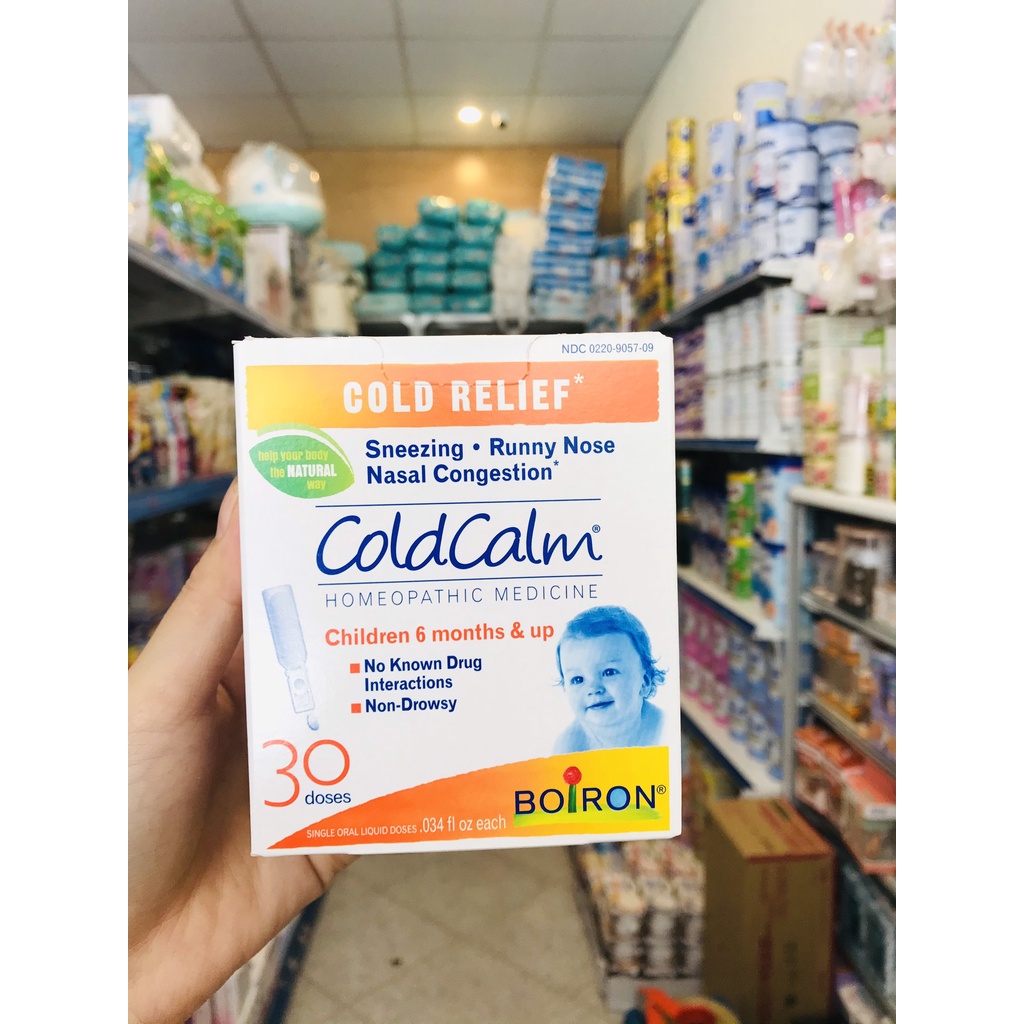 NDC 0220-9057-09
COLD RELIEF*
help your body
the NATURAL
way
Sneezing • Runny Nose
Nasal Congestion*
ColdCalm®
HOMEOPATHIC MEDICINE
Children 6 months & up
■ No Known Drug
Interactions
■ Non-Drowsy
30
doses
BOIRON®
SINGLE ORAL LIQUID DOSES .034 fl oz each